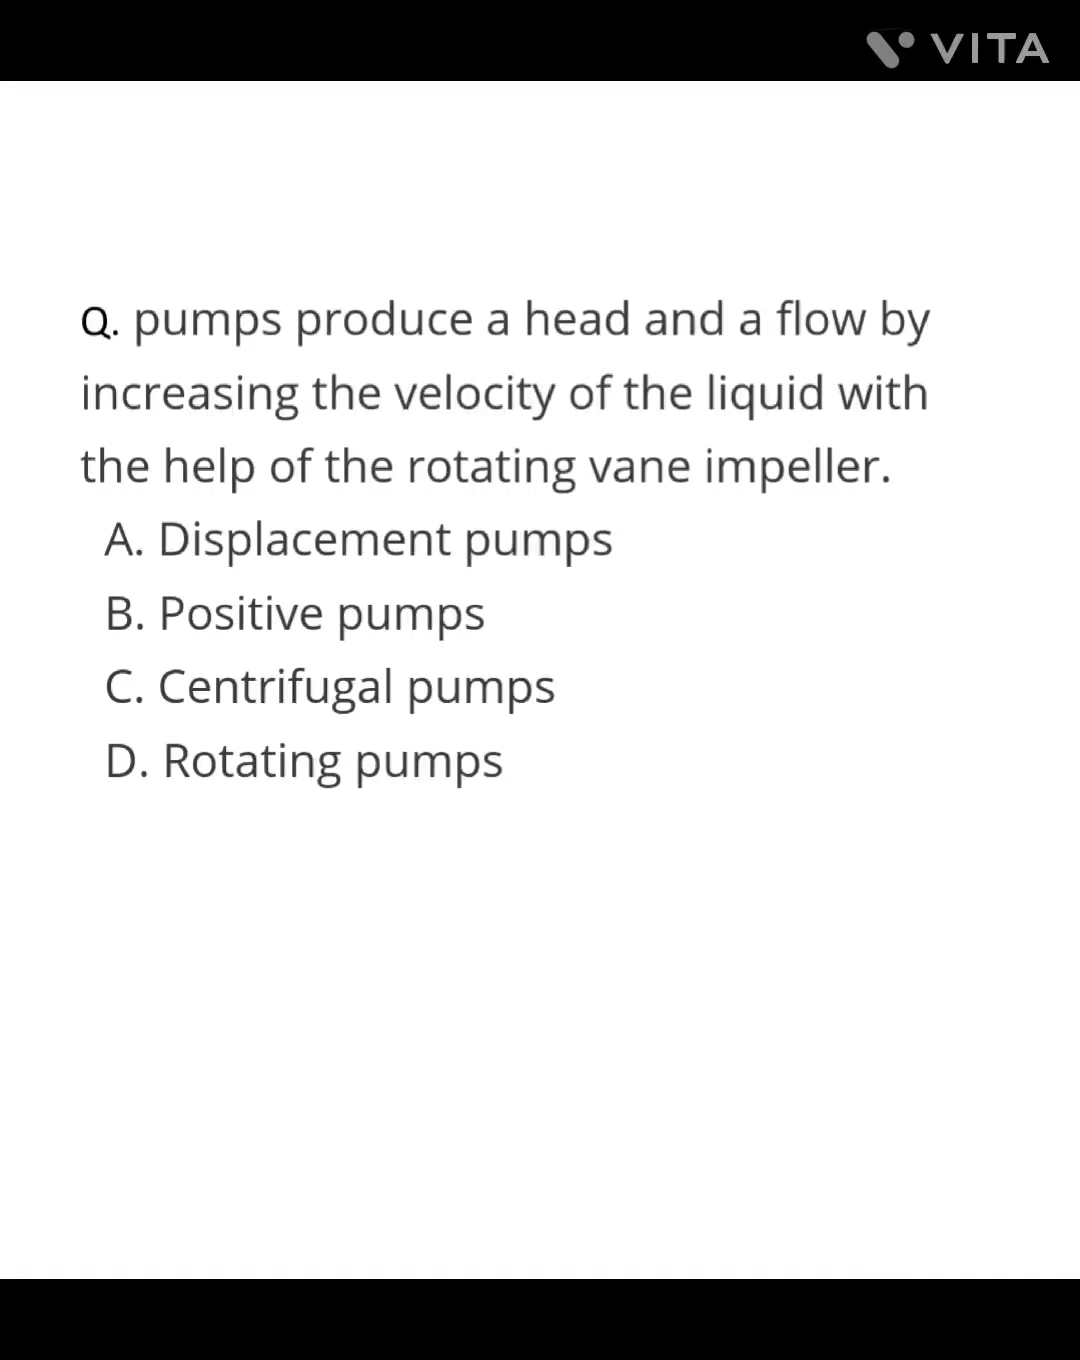 VITA
Q. pumps produce a head and a flow by
increasing the velocity of the liquid with
the help of the rotating vane impeller.
A. Displacement pumps
B. Positive pumps
C. Centrifugal pumps
D. Rotating pumps